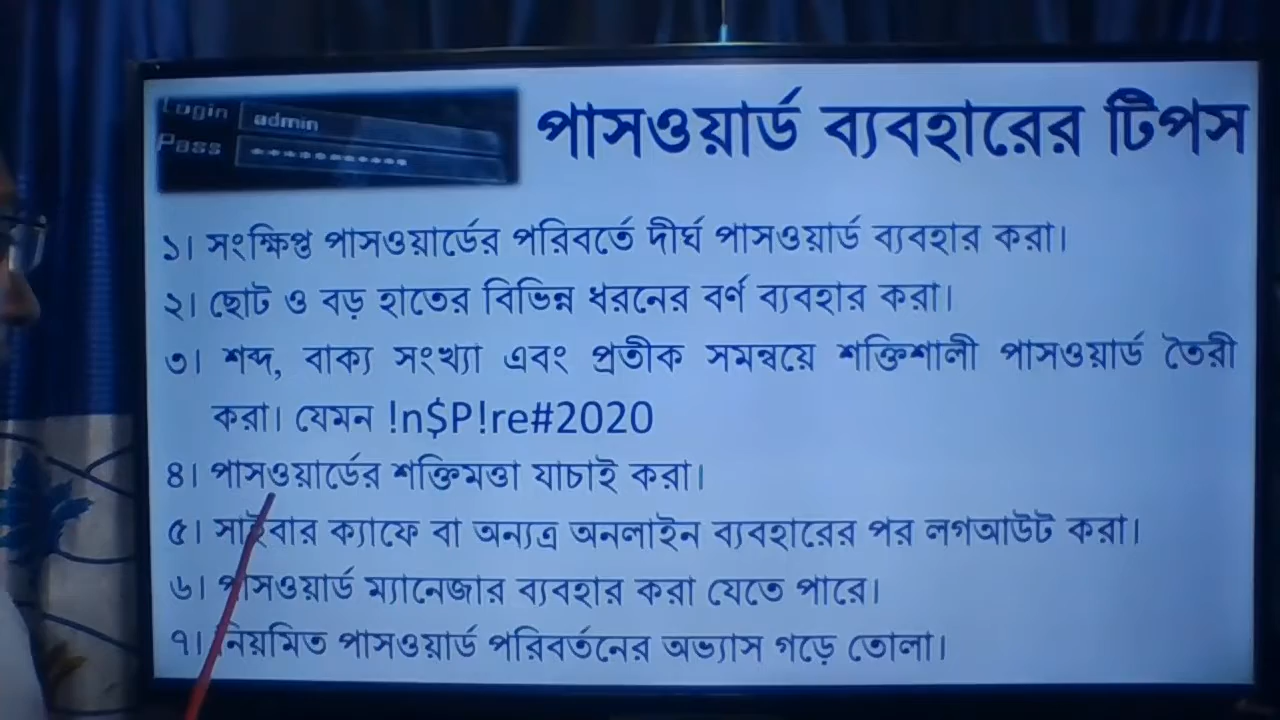 Login admin
Pass ************
পাসওয়ার্ড ব্যবহারের টিপস
১। সংক্ষিপ্ত পাসওয়ার্ডের পরিবর্তে দীর্ঘ পাসওয়ার্ড ব্যবহার করা।
২। ছোট ও বড় হাতের বিভিন্ন ধরনের বর্ণ ব্যবহার করা।
৩। শব্দ, বাক্য সংখ্যা এবং প্রতীক সমন্বয়ে শক্তিশালী পাসওয়ার্ড তৈরী
করা। যেমন !n$P!re#2020
৪। পাসওয়ার্ডের শক্তিমত্তা যাচাই করা।
৫। সাইবার ক্যাফে বা অন্যত্র অনলাইন ব্যবহারের পর লগআউট করা।
৬। পাসওয়ার্ড ম্যানেজার ব্যবহার করা যেতে পারে।
৭। নিয়মিত পাসওয়ার্ড পরিবর্তনের অভ্যাস গড়ে তোলা।